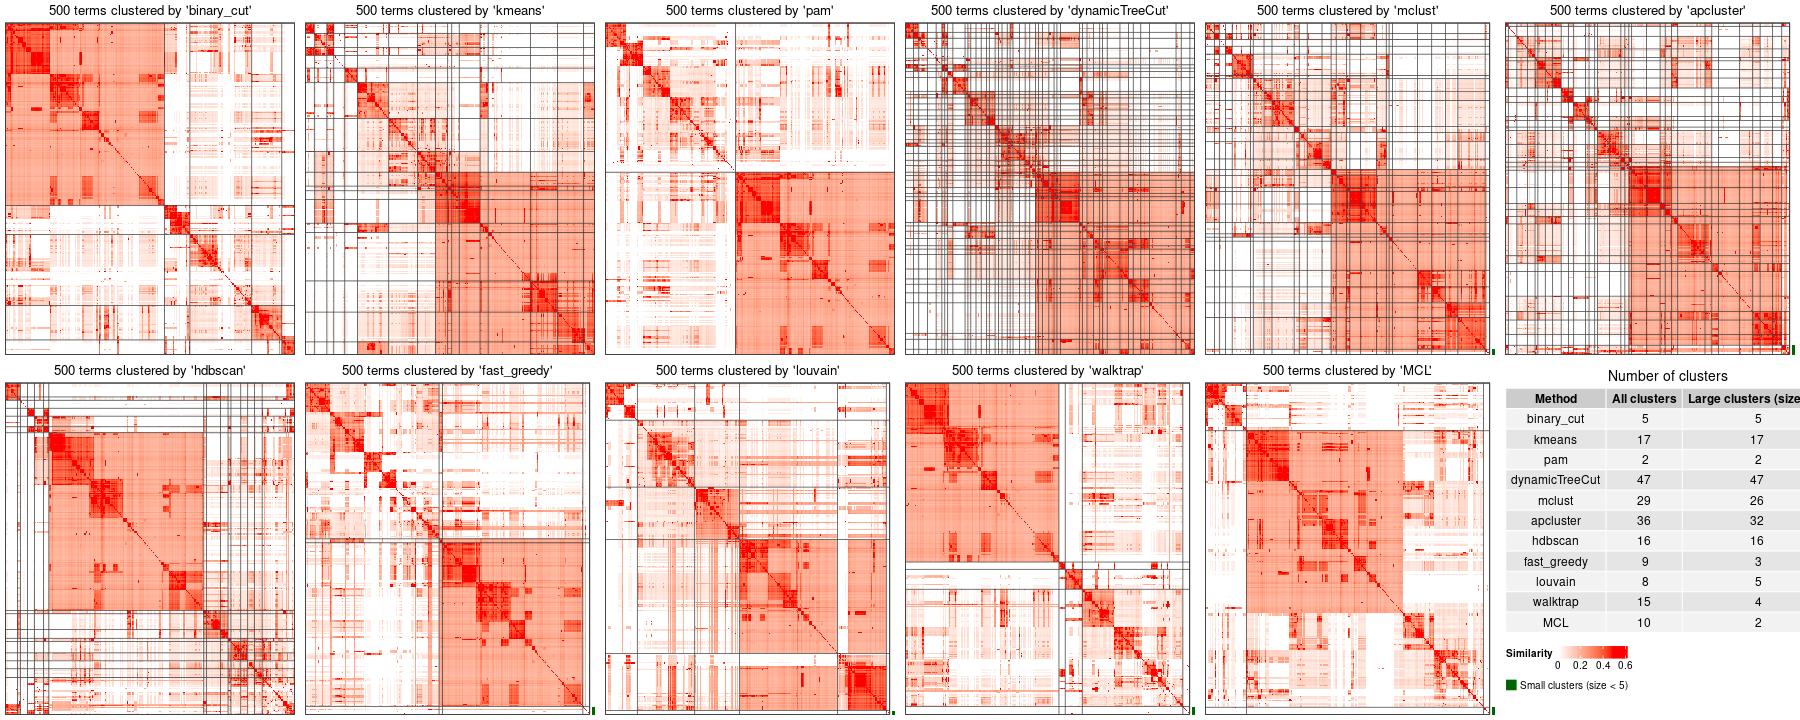 500 terms clustered by 'binary_cut'
500 terms clustered by 'kmeans'
500 terms clustered by 'pam'
500 terms clustered by 'dynamicTreeCut'
500 terms clustered by 'mclust'
500 terms clustered by 'apcluster'
500 terms clustered by 'hdbscan'
500 terms clustered by 'fast_greedy'
500 terms clustered by 'louvain'
500 terms clustered by 'walktrap'
500 terms clustered by 'MCL'
Number of clusters
Method All clusters Large clusters (size
binary_cut 5 5
kmeans 17 17
pam 2 2
dynamicTreeCut 47 47
mclust 29 26
apcluster 36 32
hdbscan 16 16
fast_greedy 9 3
louvain 8 5
walktrap 15 4
MCL 10 2
Similarity
0 0.2 0.4 0.6
Small clusters (size < 5)